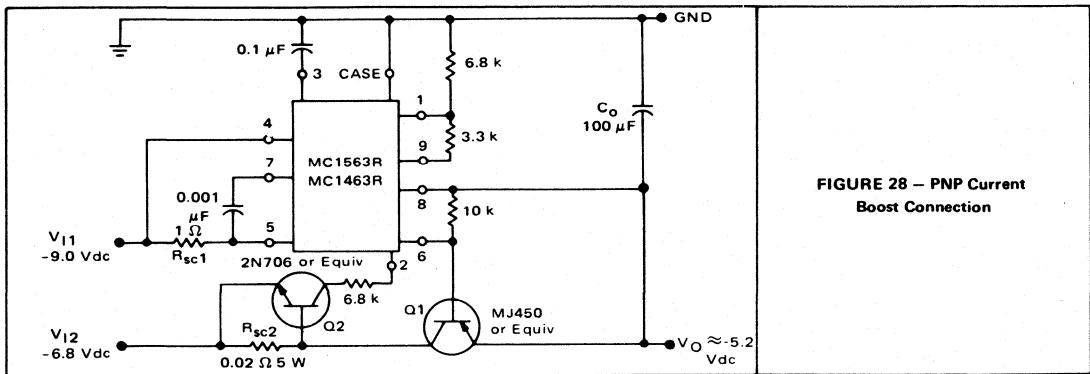 GND
0.1 µF
3
CASE
6.8 k
1
4
C₀
100 µF
3.3 k
7
9
MC1563R
MC1463R
0.001
µF
8
10 k
1 Ω
V_I1
-9.0 Vdc
R_sc1
5
6
2N706 or Equiv
2
6.8 k
Q1
MJ450
or Equiv
Q2
V_I2
-6.8 Vdc
R_sc2
0.02 Ω 5 W
V_O ≈-5.2
Vdc
FIGURE 28 – PNP Current
Boost Connection